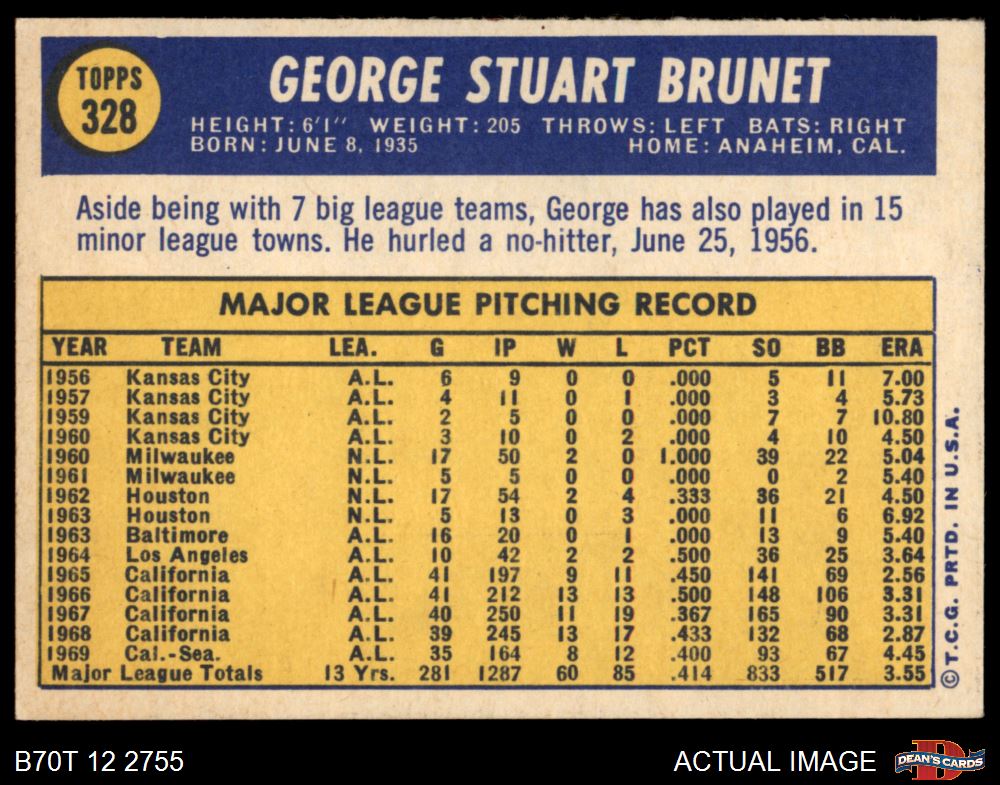 TOPPS
328
GEORGE STUART BRUNET
HEIGHT: 6'1" WEIGHT: 205 THROWS: LEFT BATS: RIGHT
BORN: JUNE 8, 1935 HOME: ANAHEIM, CAL.
Aside being with 7 big league teams, George has also played in 15
minor league towns. He hurled a no-hitter, June 25, 1956.
MAJOR LEAGUE PITCHING RECORD
YEAR TEAM LEA. G IP W L PCT SO BB ERA
1956 Kansas City A.L. 6 9 0 0 .000 5 11 7.00
1957 Kansas City A.L. 4 11 0 1 .000 3 4 5.73
1959 Kansas City A.L. 2 5 0 0 .000 7 7 10.80
1960 Kansas City A.L. 3 10 0 2 .000 4 10 4.50
1960 Milwaukee N.L. 17 50 2 0 1.000 39 22 5.04
1961 Milwaukee N.L. 5 5 0 0 .000 0 2 5.40
1962 Houston N.L. 17 54 2 4 .333 36 21 4.50
1963 Houston N.L. 5 13 0 3 .000 11 6 6.92
1963 Baltimore A.L. 16 20 0 1 .000 13 9 5.40
1964 Los Angeles A.L. 10 42 2 2 .500 36 25 3.64
1965 California A.L. 41 197 9 11 .450 141 69 2.56
1966 California A.L. 41 212 13 13 .500 148 106 3.31
1967 California A.L. 40 250 11 19 .367 165 90 3.31
1968 California A.L. 39 245 13 17 .433 132 68 2.87
1969 Cal.-Sea. A.L. 35 164 8 12 .400 93 67 4.45
Major League Totals 13 Yrs. 281 1287 60 85 .414 833 517 3.55
©T.C.G. PRTD. IN U.S.A.
B70T 12 2755 ACTUAL IMAGE
D
DEAN'S CARDS